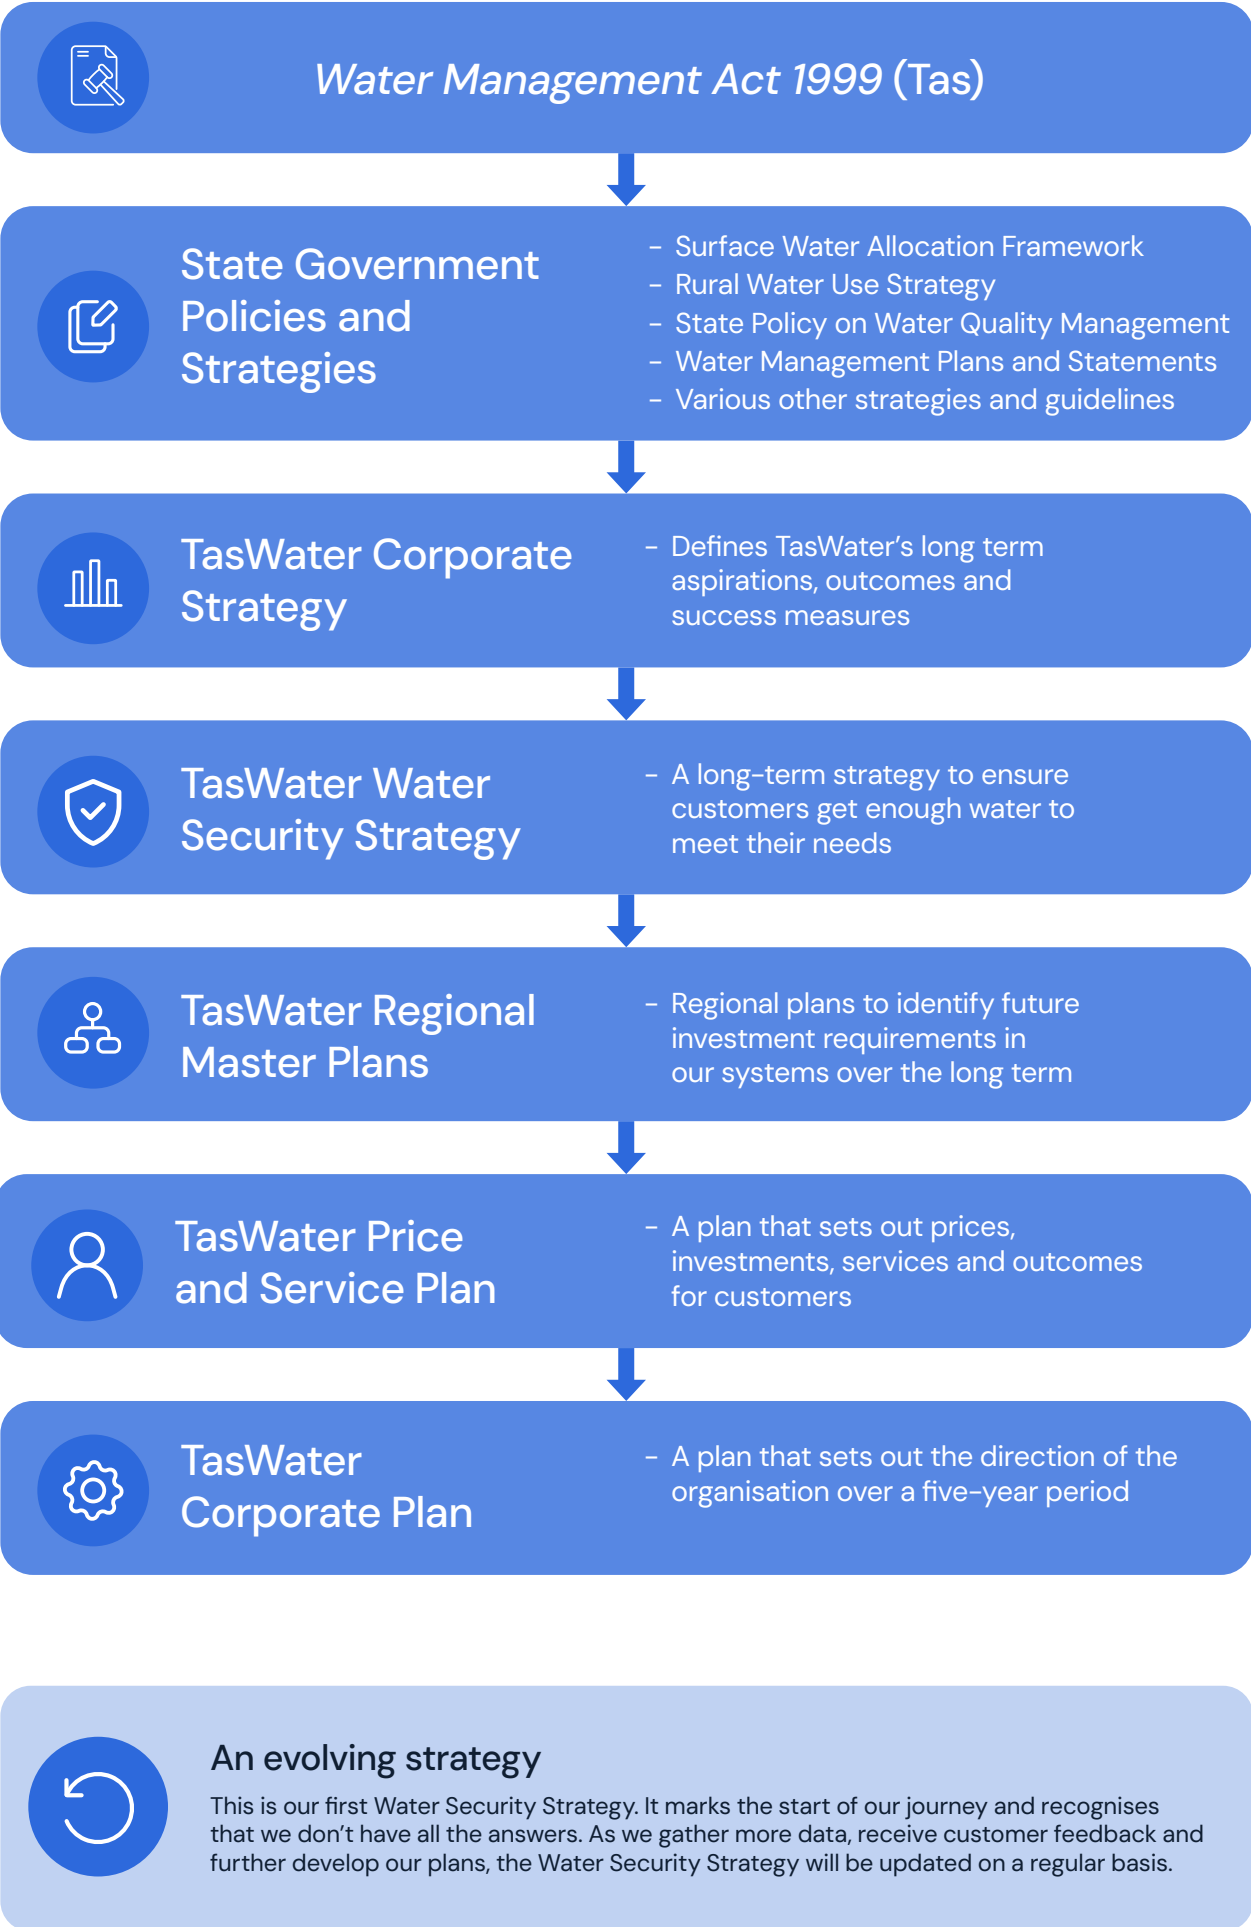 Water Management Act 1999 (Tas)
State Government
Policies and
Strategies
- Surface Water Allocation Framework
- Rural Water Use Strategy
- State Policy on Water Quality Management
- Water Management Plans and Statements
- Various other strategies and guidelines
TasWater Corporate
Strategy
- Defines TasWater’s long term
aspirations, outcomes and
success measures
TasWater Water
Security Strategy
- A long-term strategy to ensure
customers get enough water to
meet their needs
TasWater Regional
Master Plans
- Regional plans to identify future
investment requirements in
our systems over the long term
TasWater Price
and Service Plan
- A plan that sets out prices,
investments, services and outcomes
for customers
TasWater
Corporate Plan
- A plan that sets out the direction of the
organisation over a five-year period
An evolving strategy
This is our first Water Security Strategy. It marks the start of our journey and recognises
that we don’t have all the answers. As we gather more data, receive customer feedback and
further develop our plans, the Water Security Strategy will be updated on a regular basis.